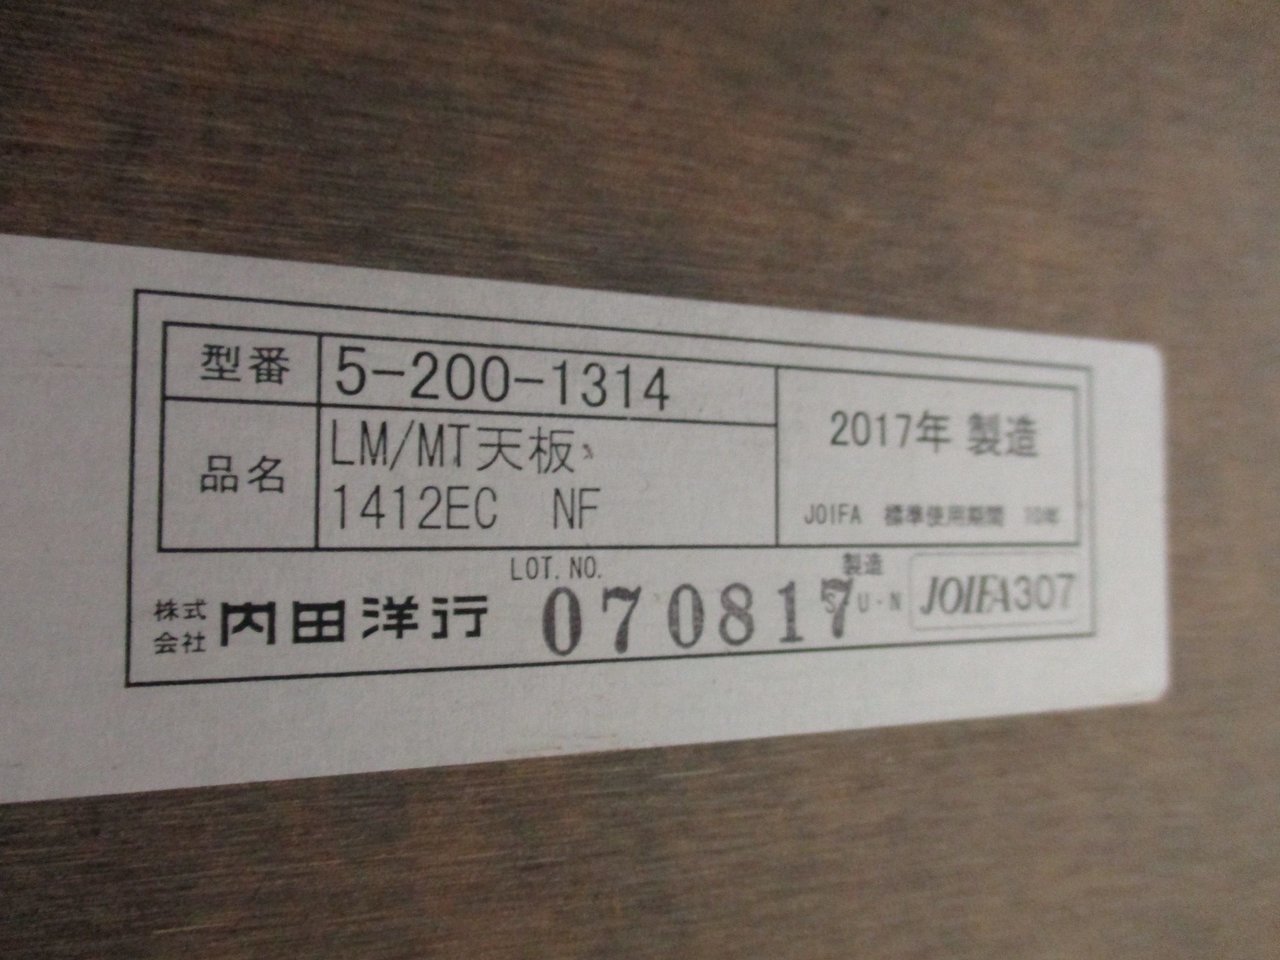 型番 5-200-1314
品名 LM/MT天板
1412EC NF
2017年 製造
JOIFA 標準使用期間 10年
LOT. NO.
070817
製造
S U-N
株式会社 内田洋行
JOIFA307